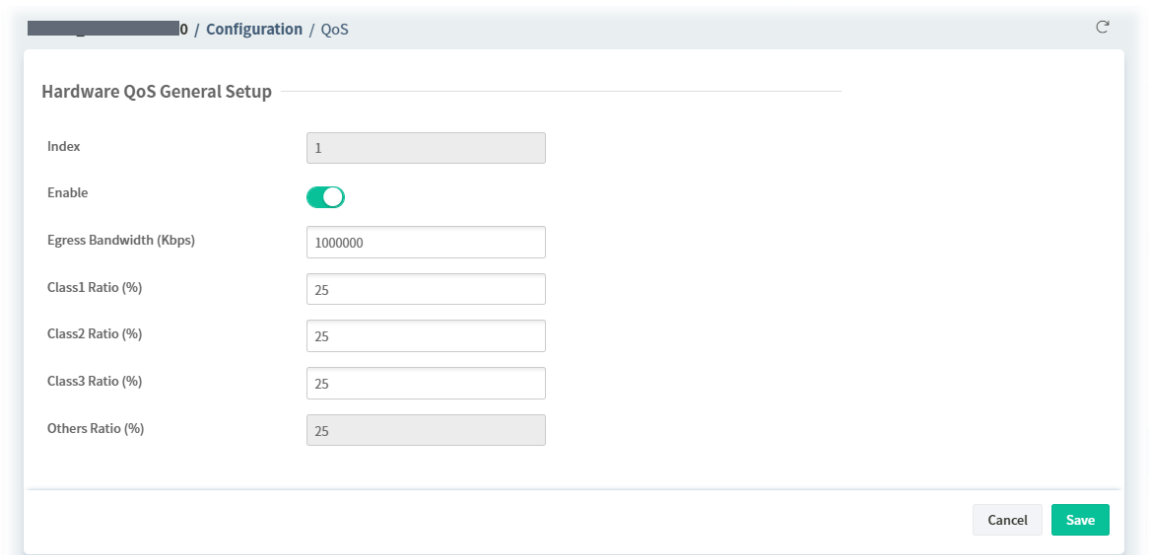 0 / Configuration / QoS
Hardware QoS General Setup
Index 1
Enable
Egress Bandwidth (Kbps) 1000000
Class1 Ratio (%) 25
Class2 Ratio (%) 25
Class3 Ratio (%) 25
Others Ratio (%) 25
Cancel Save